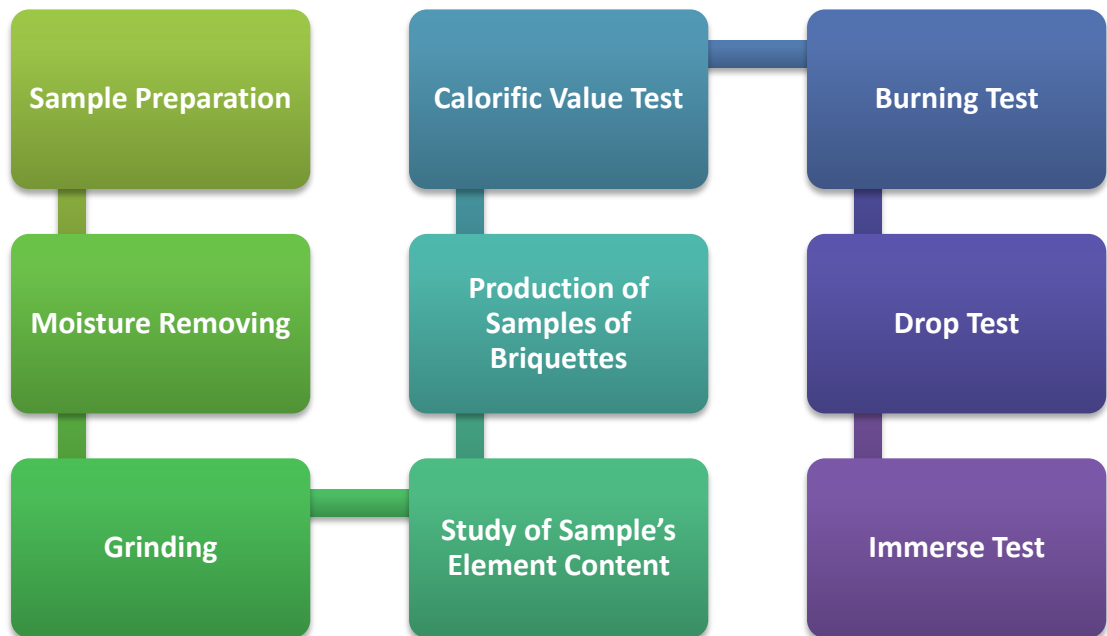 Sample Preparation
Moisture Removing
Grinding
Study of Sample’s
Element Content
Production of
Samples of
Briquettes
Calorific Value Test
Burning Test
Drop Test
Immerse Test